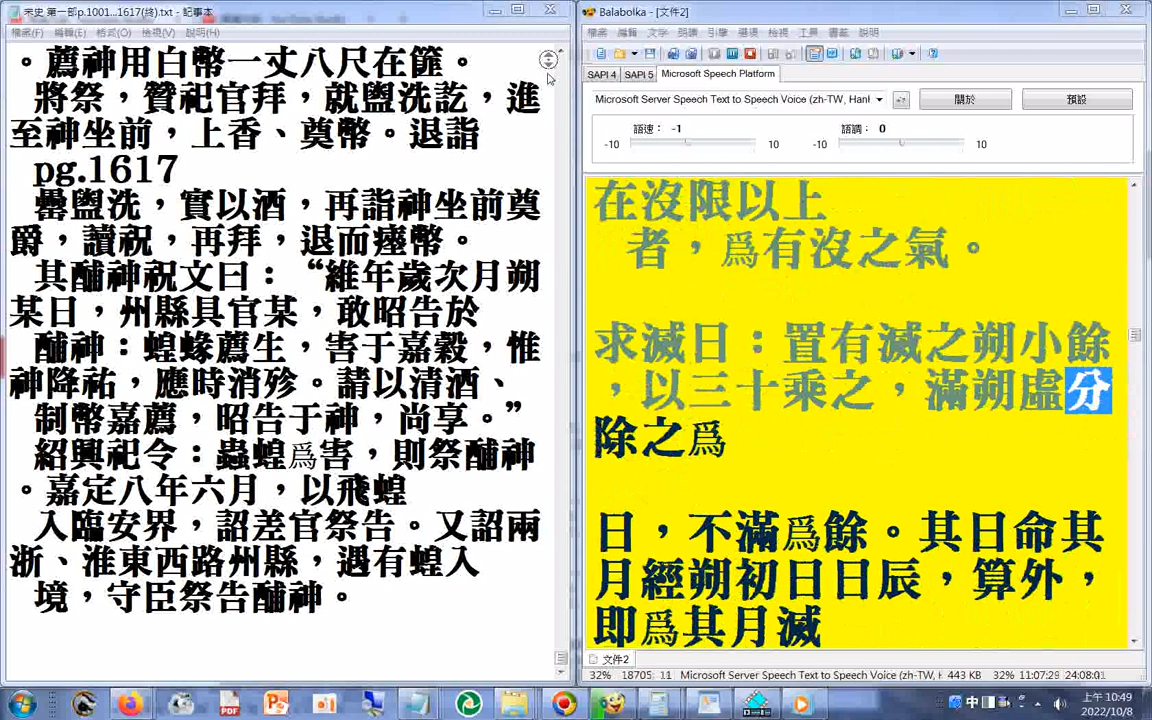 宋史 第一部p.1001...1617(終).txt - 記事本
檔案(F) 編輯(E) 格式(O) 檢視(V) 說明(H)
。薦神用白幣一丈八尺在篚。
將祭，贊祀官拜，就盥洗訖，進
至神坐前，上香、奠幣。退詣
pg.1617
罍盥洗，實以酒，再詣神坐前奠
爵，讀祝，再拜，退而瘞幣。
其酺神祝文曰：“維年歲次月朔
某日，州縣具官某，敢昭告於
酺神：蝗蝝薦生，害于嘉穀，惟
神降祐，應時消殄。請以清酒、
制幣嘉薦，昭告于神，尚享。”
紹興祀令：蟲蝗爲害，則祭酺神
。嘉定八年六月，以飛蝗
入臨安界，詔差官祭告。又詔兩
浙、淮東西路州縣，遇有蝗入
境，守臣祭告酺神。
Balabolka - [文件2]
檔案 編輯 文字 朗讀 引擎 選項 檢視 工具 書籤 說明
SAPI 4 SAPI 5 Microsoft Speech Platform
Microsoft Server Speech Text to Speech Voice (zh-TW, Hanl
關於
預設
語速： -1
語調： 0
-10 10 -10 10
在沒限以上
者，爲有沒之氣。
求滅日：置有滅之朔小餘
，以三十乘之，滿朔虛分
除之爲
日，不滿爲餘。其日命其
月經朔初日日辰，算外，
即爲其月滅
文件2
32% 18705: 11 Microsoft Server Speech Text to Speech Voice (zh-TW, H 443 KB 32% 11:07:29 24:08:01
中
上午 10:49
2022/10/8